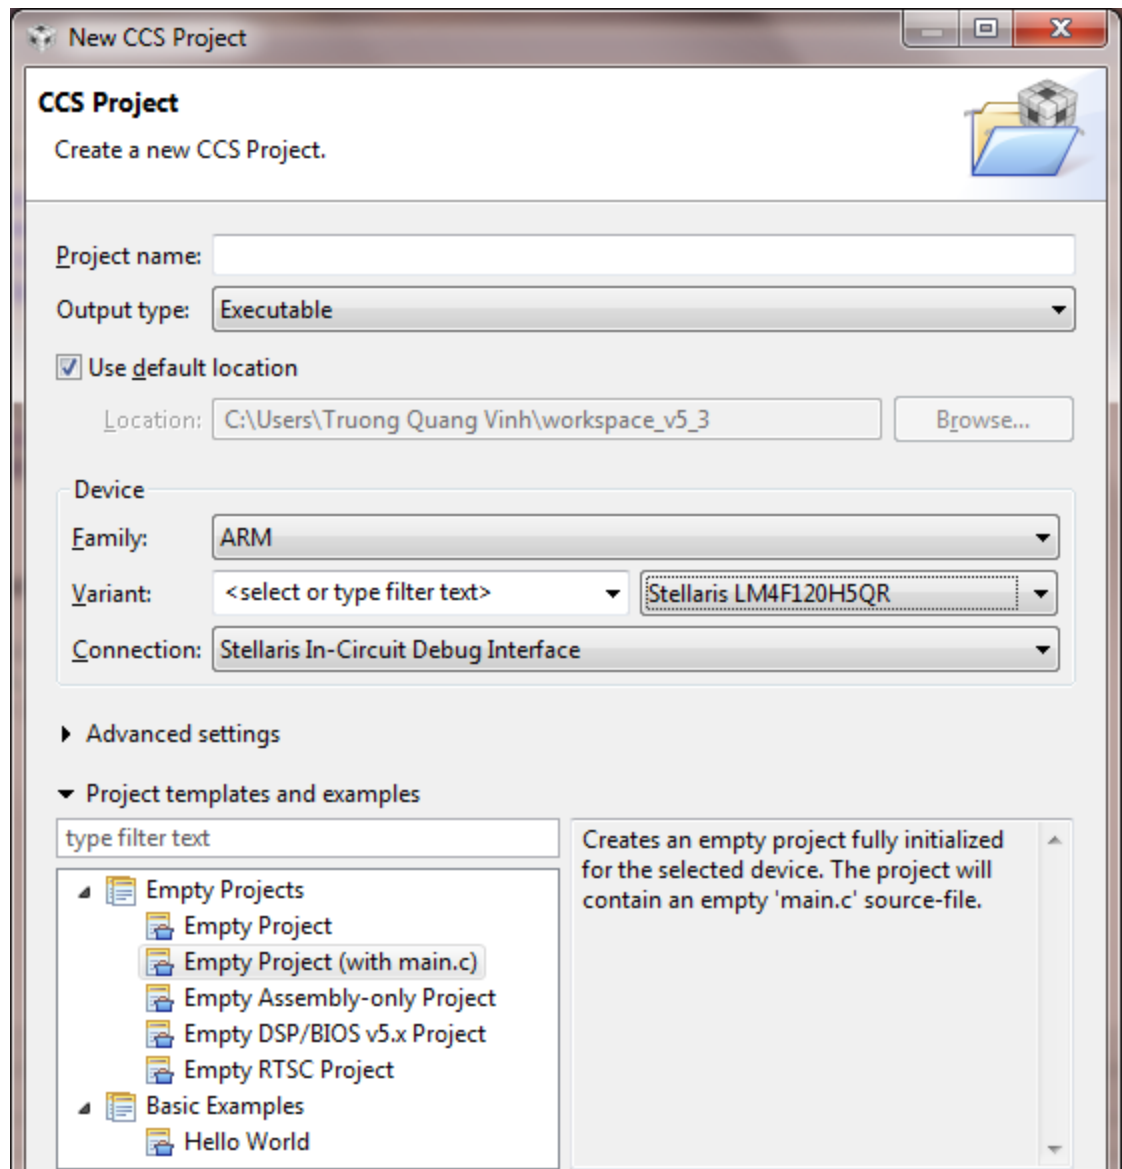 New CCS Project
CCS Project
Create a new CCS Project.
Project name:
Output type: Executable
Use default location
Location: C:\Users\Truong Quang Vinh\workspace_v5_3 Browse...
Device
Family: ARM
Variant: <select or type filter text> Stellaris LM4F120H5QR
Connection: Stellaris In-Circuit Debug Interface
Advanced settings
Project templates and examples
type filter text
Empty Projects
Empty Project
Empty Project (with main.c)
Empty Assembly-only Project
Empty DSP/BIOS v5.x Project
Empty RTSC Project
Basic Examples
Hello World
Creates an empty project fully initialized
for the selected device. The project will
contain an empty 'main.c' source-file.